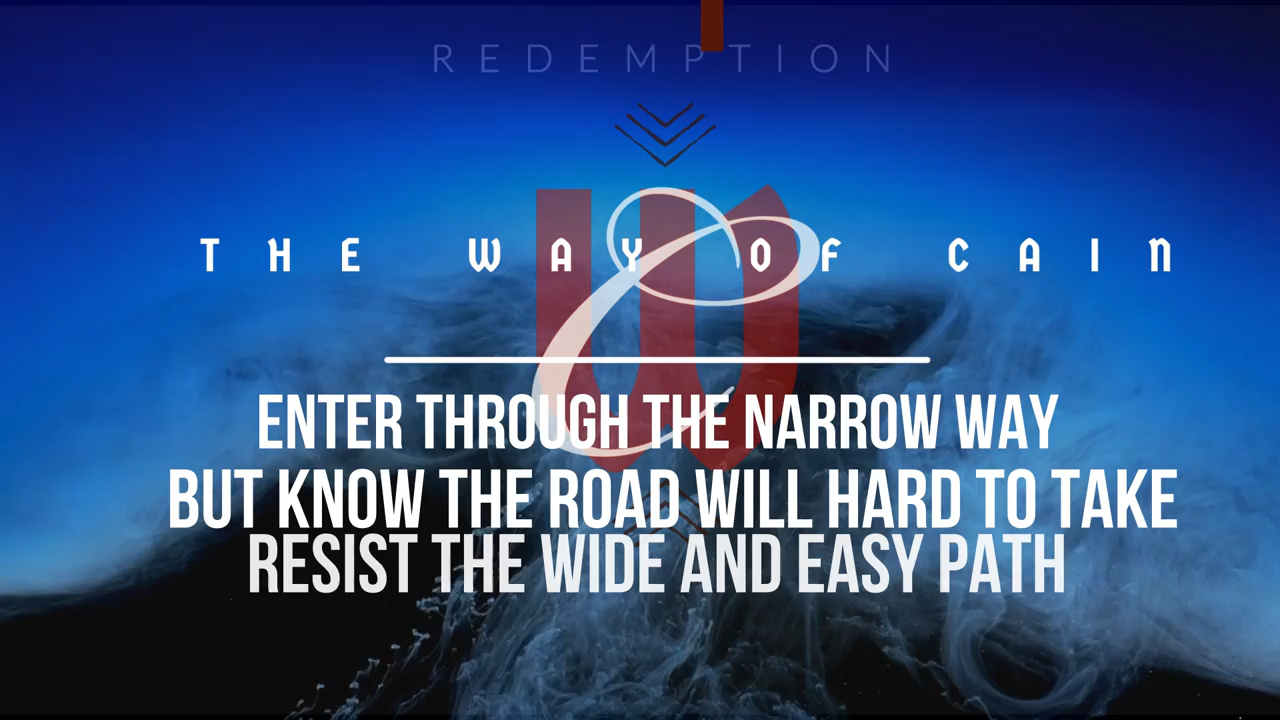 REDEMPTION
THE WAY OF CAIN
ENTER THROUGH THE NARROW WAY
BUT KNOW THE ROAD WILL HARD TO TAKE
RESIST THE WIDE AND EASY PATH